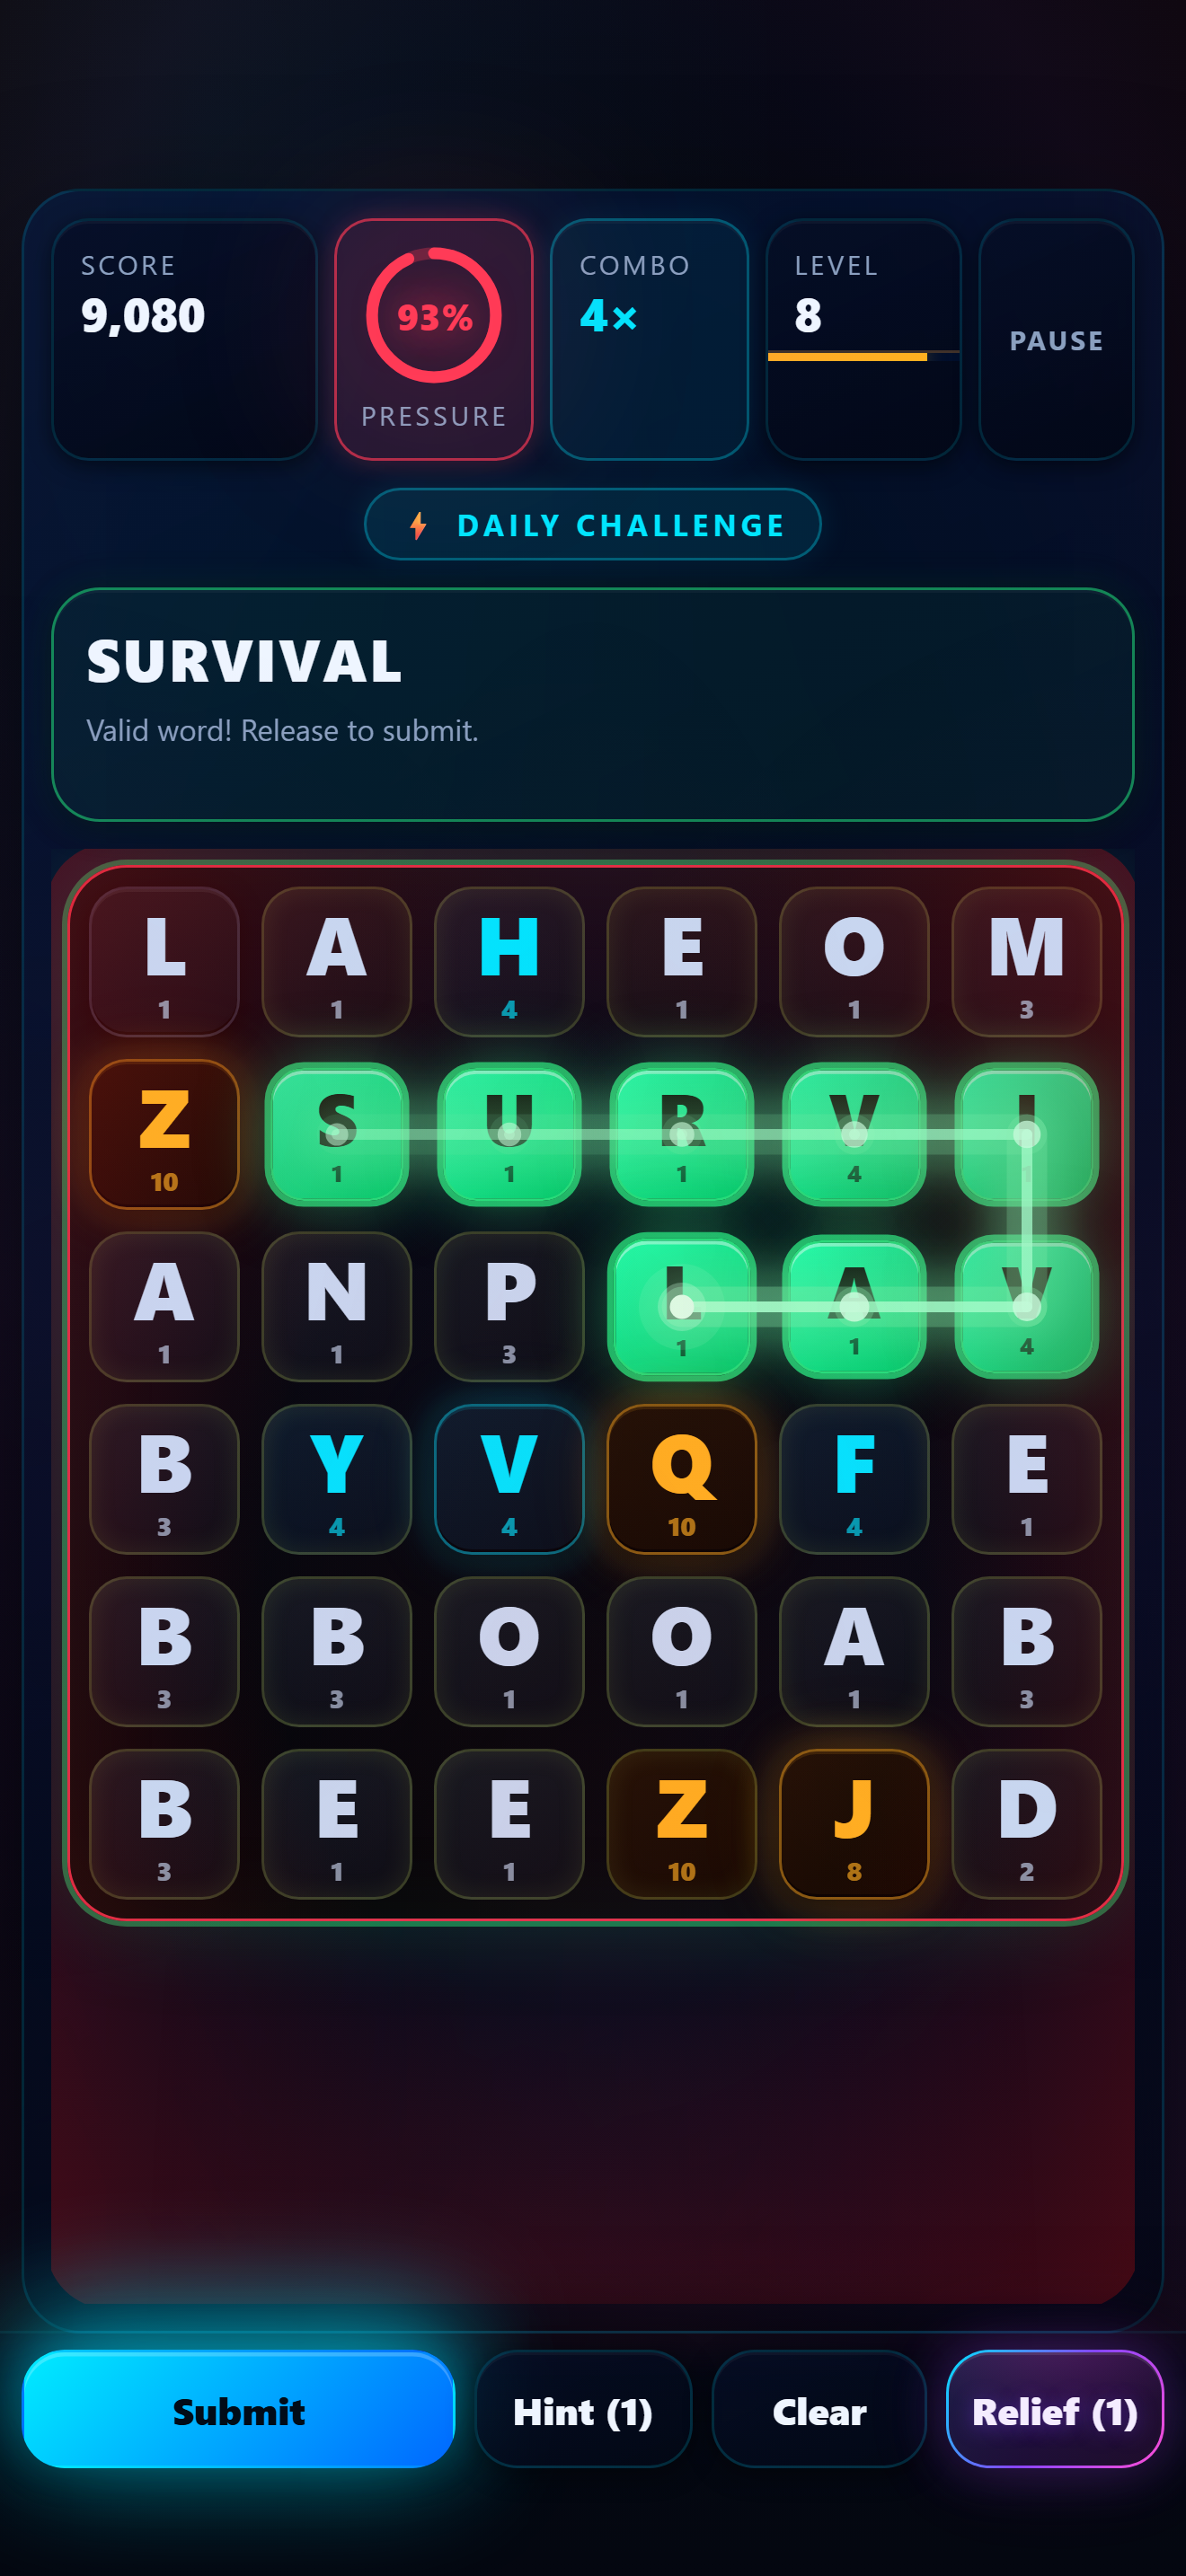 SCORE
9,080
93%
PRESSURE
COMBO
4×
LEVEL
8
PAUSE
DAILY CHALLENGE
SURVIVAL
Valid word! Release to submit.
L A H E O M
1 1 4 1 1 3
Z S U R V I
10 1 1 1 4 1
A N P L A V
1 1 3 1 1 4
B Y V Q F E
3 4 4 10 4 1
B B O O A B
3 3 1 1 1 3
B E E Z J D
3 1 1 10 8 2
Submit Hint (1) Clear Relief (1)